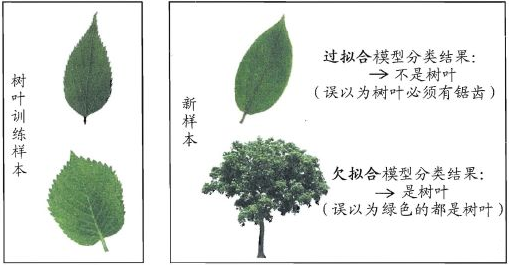 树叶训练样本
新样本
过拟合模型分类结果:
→ 不是树叶
(误以为树叶必须有锯齿)
欠拟合模型分类结果:
→ 是树叶
(误以为绿色的都是树叶)